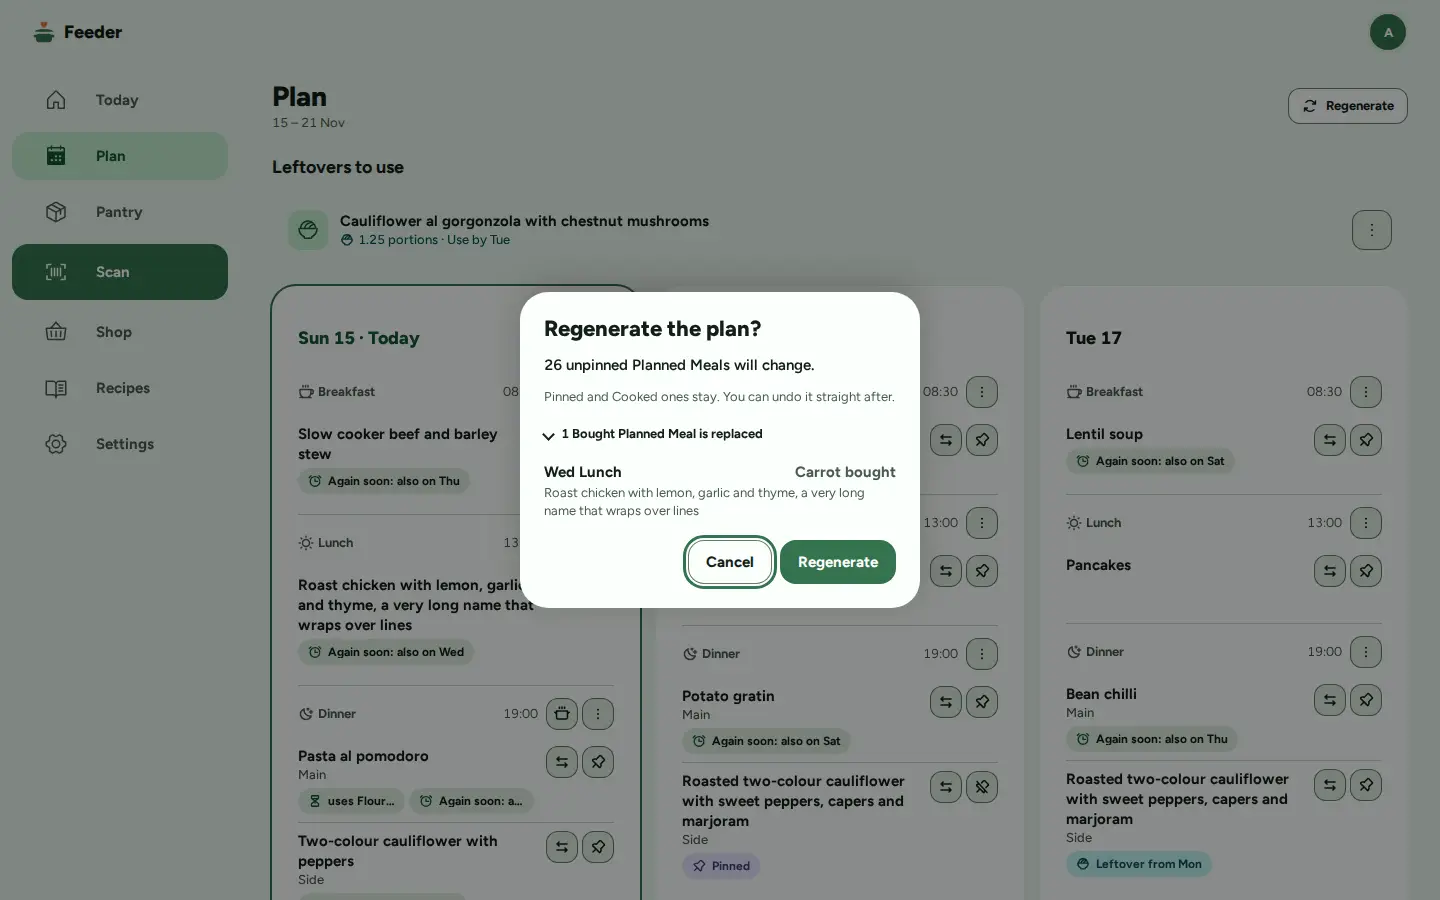 Feeder
A
Today
Plan
Pantry
Scan
Shop
Recipes
Settings
Plan
15 – 21 Nov
Regenerate
Leftovers to use
Cauliflower al gorgonzola with chestnut mushrooms
1.25 portions · Use by Tue
Sun 15 · Today
Breakfast 08
Slow cooker beef and barley
stew
Again soon: also on Thu
Lunch 13
Roast chicken with lemon, garlic
and thyme, a very long name that
wraps over lines
Again soon: also on Wed
Dinner 19:00
Pasta al pomodoro
Main
uses Flour... Again soon: a...
Two-colour cauliflower with
peppers
Side
Regenerate the plan?
26 unpinned Planned Meals will change.
Pinned and Cooked ones stay. You can undo it straight after.
1 Bought Planned Meal is replaced
Wed Lunch Carrot bought
Roast chicken with lemon, garlic and thyme, a very long
name that wraps over lines
Cancel Regenerate
08:30
13:00
Dinner 19:00
Potato gratin
Main
Again soon: also on Sat
Roasted two-colour cauliflower
with sweet peppers, capers and
marjoram
Side
Pinned
Tue 17
Breakfast 08:30
Lentil soup
Again soon: also on Sat
Lunch 13:00
Pancakes
Dinner 19:00
Bean chilli
Main
Again soon: also on Thu
Roasted two-colour cauliflower
with sweet peppers, capers and
marjoram
Side
Leftover from Mon